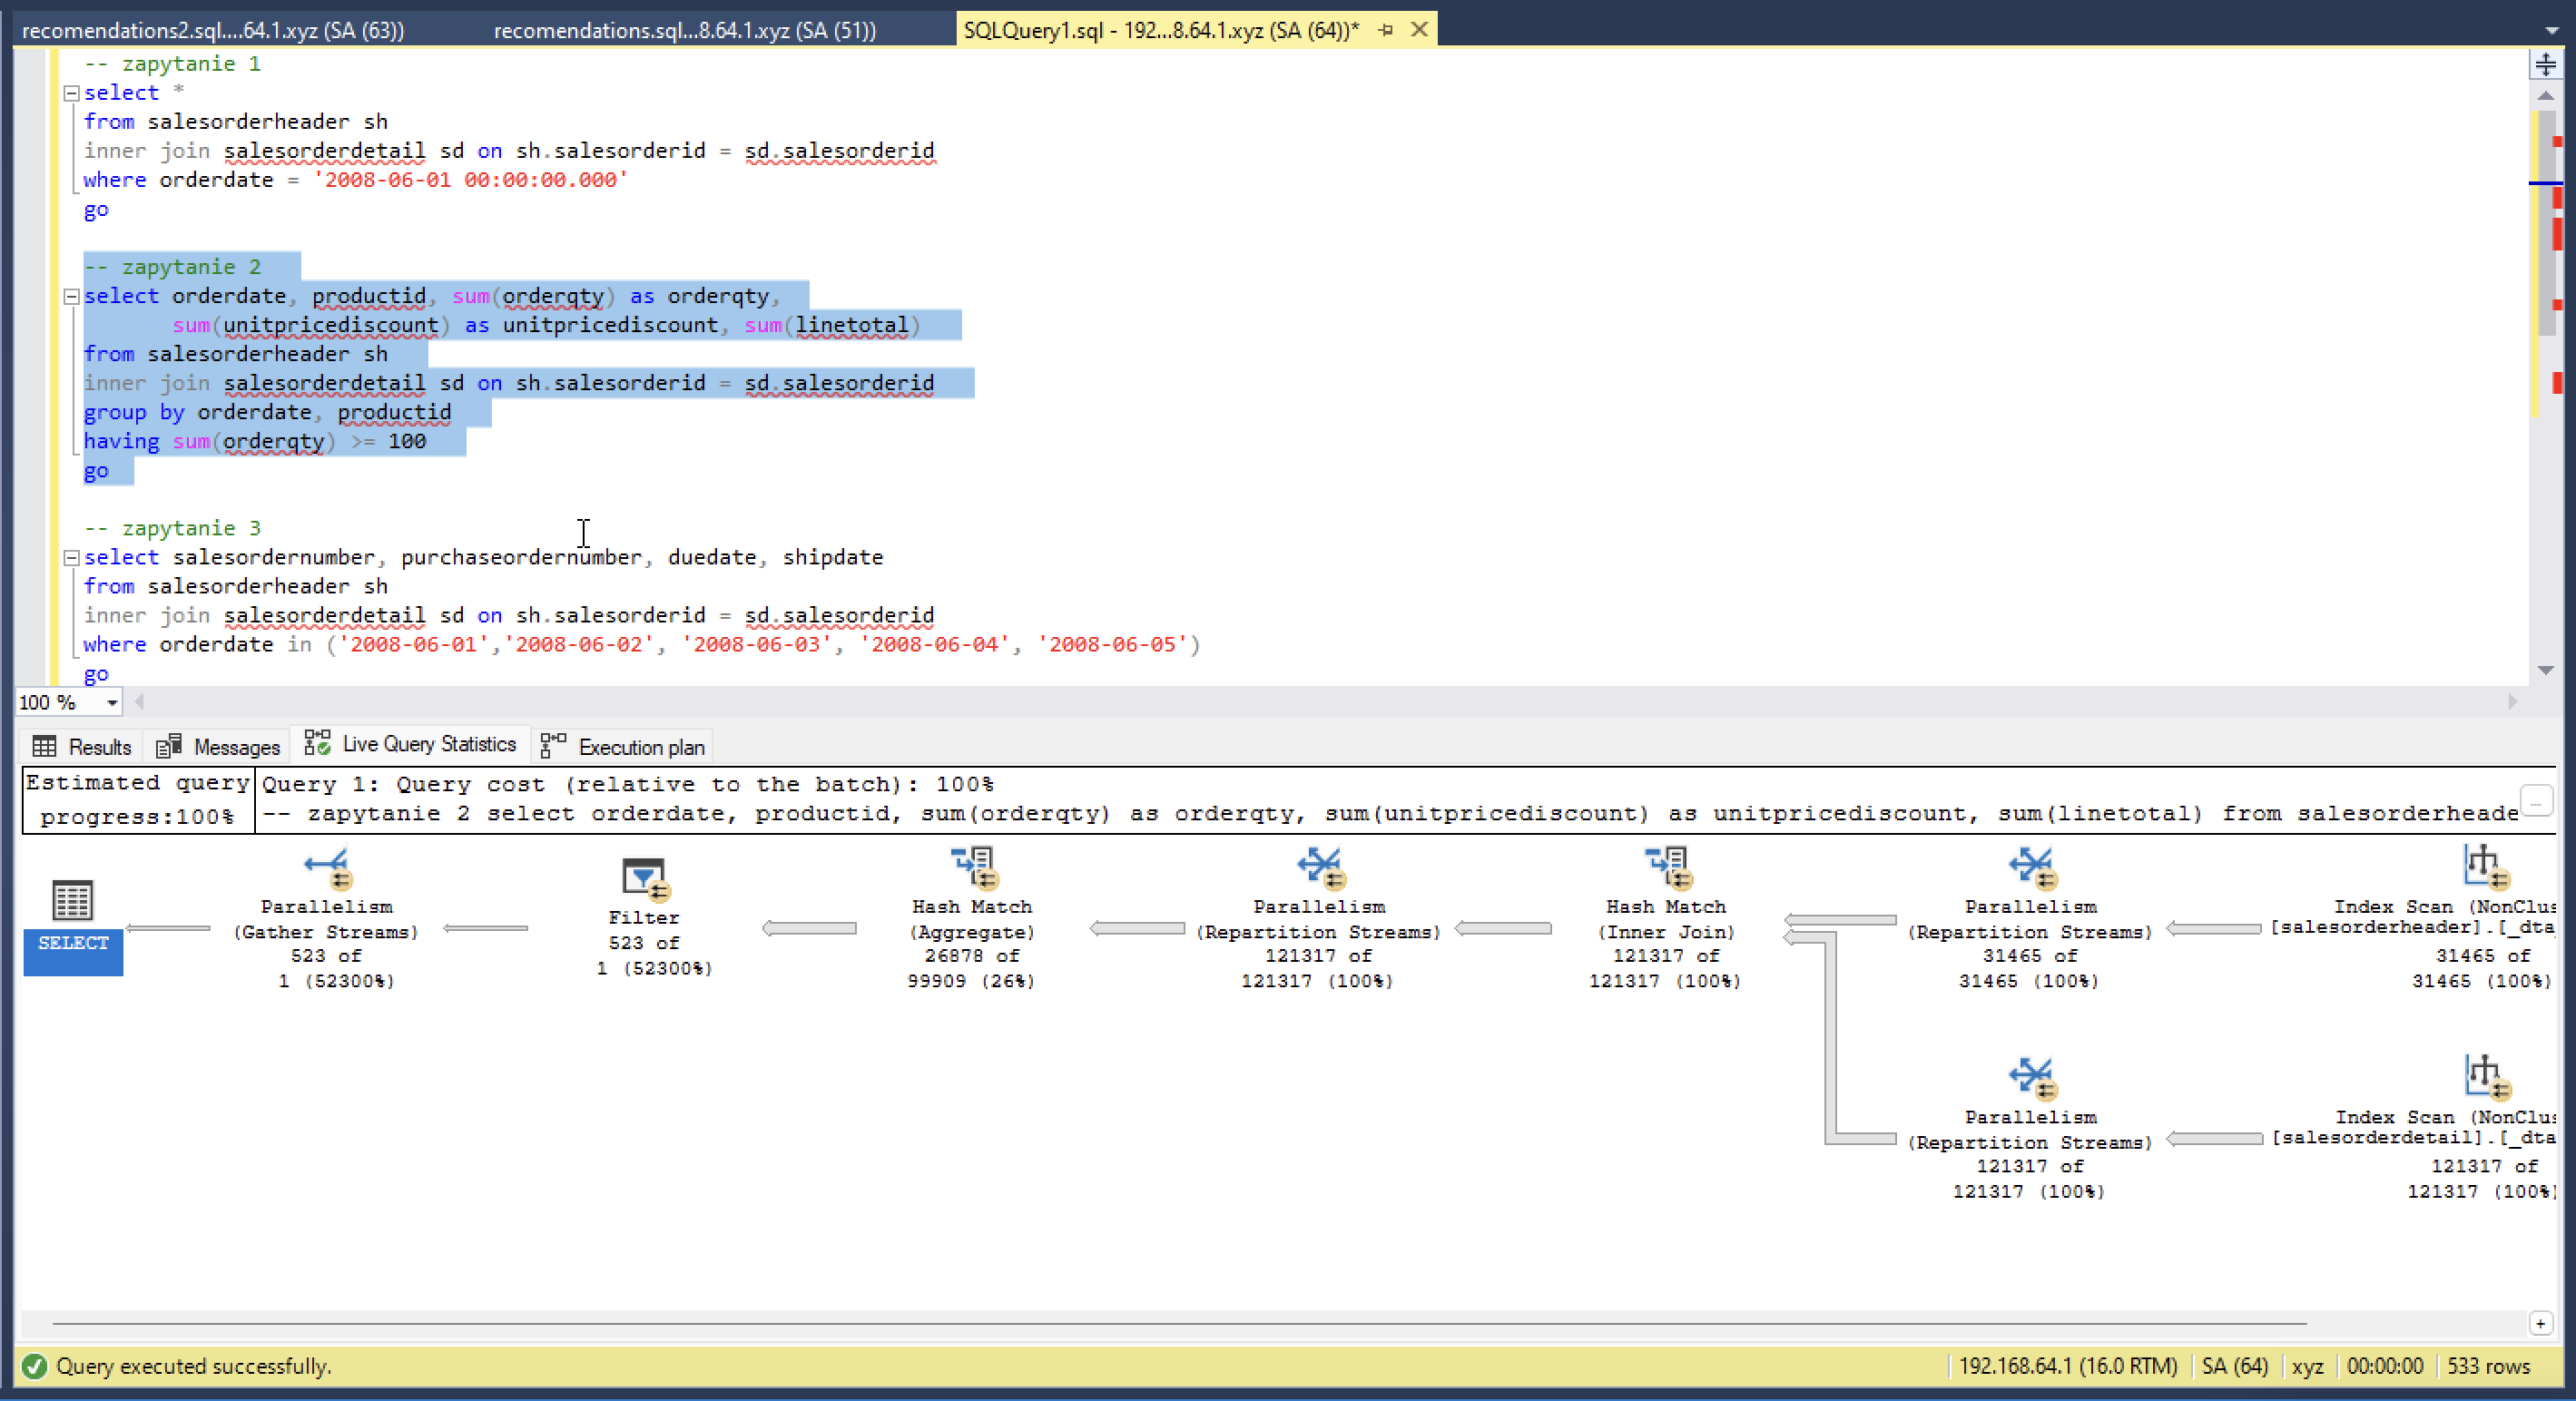 recomendations2.sql....64.1.xyz (SA (63))
recomendations.sql...8.64.1.xyz (SA (51))
SQLQuery1.sql - 192...8.64.1.xyz (SA (64))*
-- zapytanie 1
select *
from salesorderheader sh
inner join salesorderdetail sd on sh.salesorderid = sd.salesorderid
where orderdate = '2008-06-01 00:00:00.000'
go
-- zapytanie 2
select orderdate, productid, sum(orderqty) as orderqty,
sum(unitpricediscount) as unitpricediscount, sum(linetotal)
from salesorderheader sh
inner join salesorderdetail sd on sh.salesorderid = sd.salesorderid
group by orderdate, productid
having sum(orderqty) >= 100
go
-- zapytanie 3
select salesordernumber, purchaseordernumber, duedate, shipdate
from salesorderheader sh
inner join salesorderdetail sd on sh.salesorderid = sd.salesorderid
where orderdate in ('2008-06-01','2008-06-02', '2008-06-03', '2008-06-04', '2008-06-05')
go
100 %
Results
Messages
Live Query Statistics
Execution plan
Estimated query
progress:100%
Query 1: Query cost (relative to the batch): 100%
-- zapytanie 2 select orderdate, productid, sum(orderqty) as orderqty, sum(unitpricediscount) as unitpricediscount, sum(linetotal) from salesorderheade
...
SELECT
Parallelism
(Gather Streams)
523 of
1 (52300%)
Filter
523 of
1 (52300%)
Hash Match
(Aggregate)
26878 of
99909 (26%)
Parallelism
(Repartition Streams)
121317 of
121317 (100%)
Hash Match
(Inner Join)
121317 of
121317 (100%)
Parallelism
(Repartition Streams)
31465 of
31465 (100%)
Index Scan (NonClus
[salesorderheader].[_dta
31465 of
31465 (100%)
Parallelism
(Repartition Streams)
121317 of
121317 (100%)
Index Scan (NonClus
[salesorderdetail].[_dta
121317 of
121317 (100%)
Query executed successfully.
192.168.64.1 (16.0 RTM)
SA (64)
xyz
00:00:00
533 rows